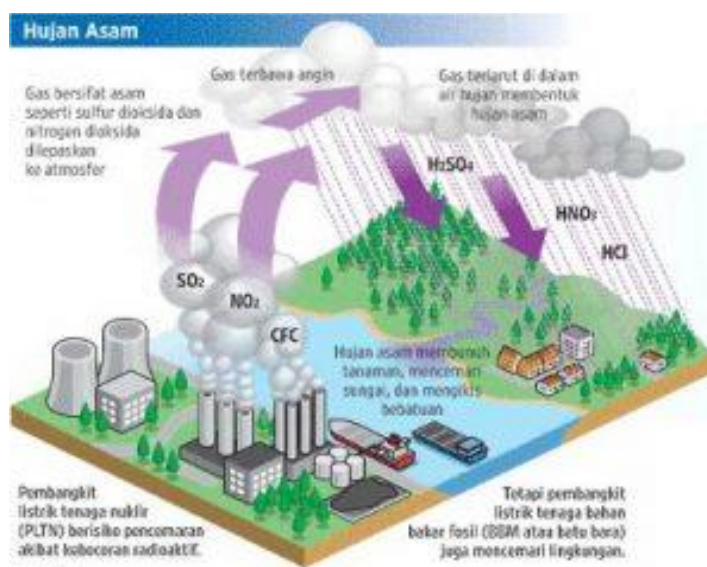 Hujan Asam
Gas bersifat asam
seperti sulfur dioksida dan
nitrogen dioksida
dilepaskan
ke atmosfer
Gas terbawa angin
Gas terlarut di dalam
air hujan membentuk
hujan asam
H2SO4
HNO3
HCl
SO2
NO2
CFC
Hujan asam membunuh
tanaman, mencemari
sungai, dan mengikis
bebatuan
Pembangkit
listrik tenaga nuklir
(PLTN) berisiko pencemaran
akibat kebocoran radioaktif.
Tetapi pembangkit
listrik tenaga bahan
bakar fosil (BBM atau batu bara)
juga mencemari lingkungan.